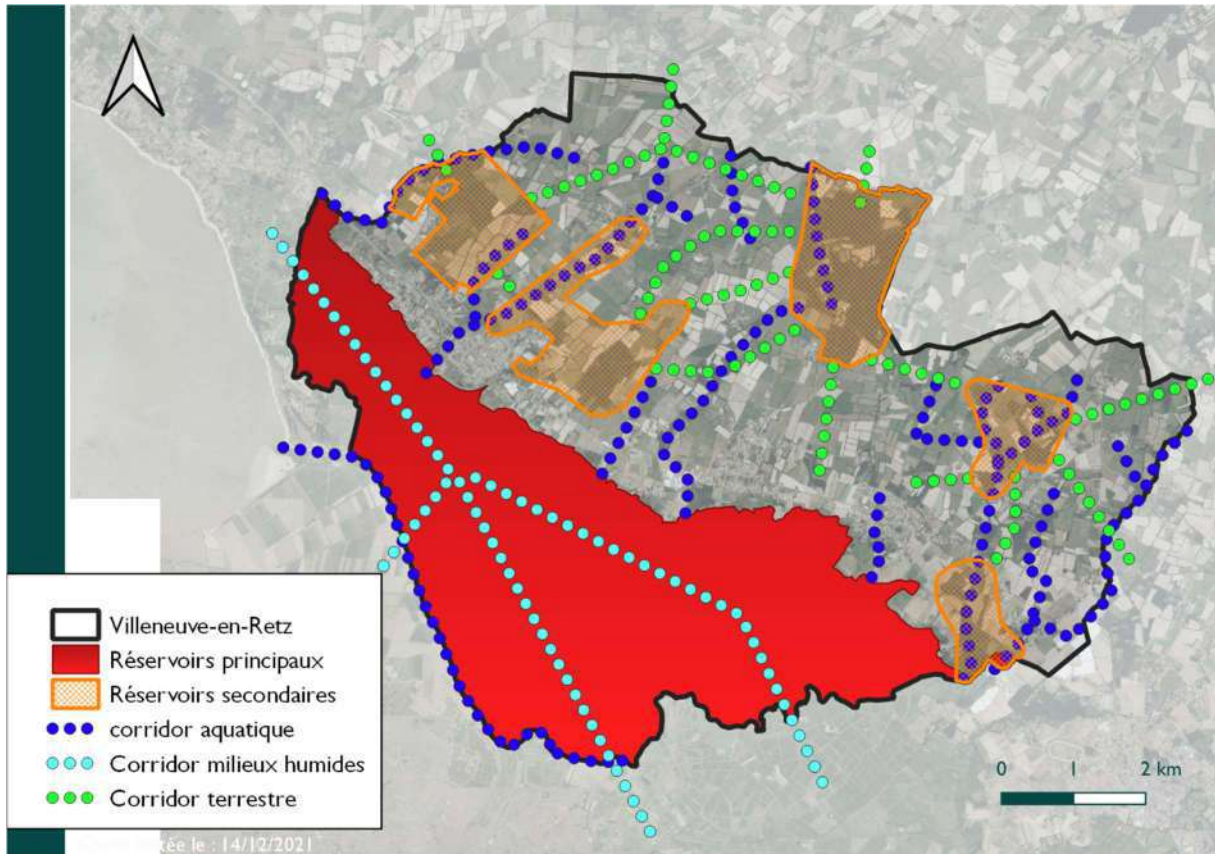 Villeneuve-en-Retz
Réservoirs principaux
Réservoirs secondaires
corridor aquatique
Corridor milieux humides
Corridor terrestre
0 1 2 km
le : 14/12/2021